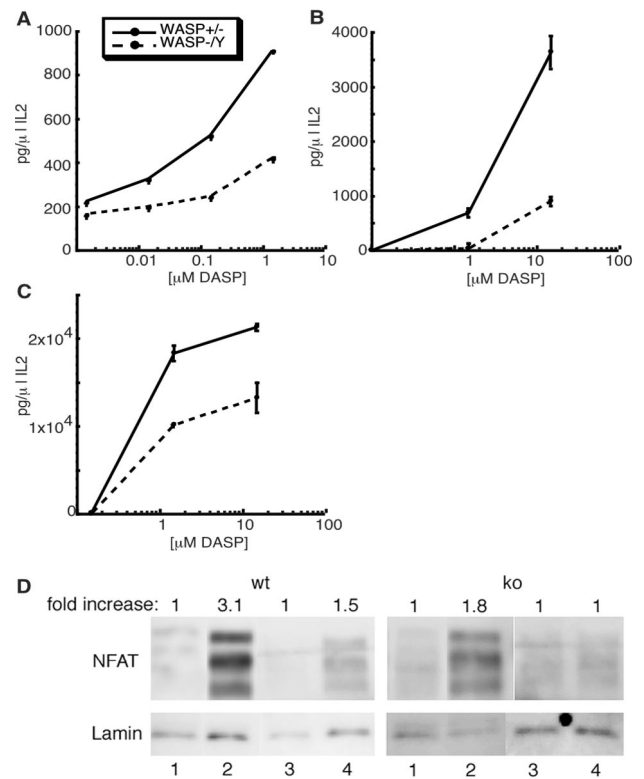 A
WASP+/-
WASP-/Y
pg/μ l IL2
1000
800
600
400
200
0
0.01
0.1
1
10
[μM DASP]
B
pg/μ l IL2
4000
3000
2000
1000
0
1
10
100
[μM DASP]
C
pg/μ l IL2
2x10⁴
1x10⁴
0
1
10
100
[μM DASP]
D
wt
ko
fold increase: 1 3.1 1 1.5 1 1.8 1 1
NFAT
Lamin
1 2 3 4 1 2 3 4